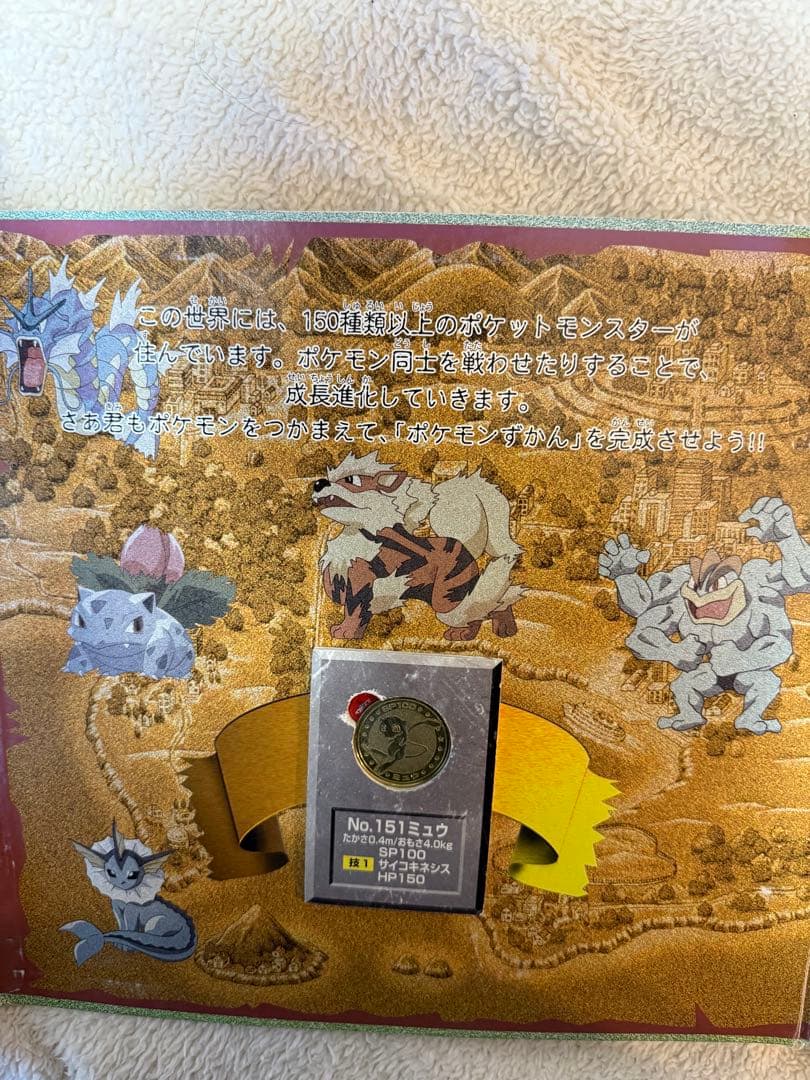 この世界には、150種類以上のポケットモンスターが
住んでいます。ポケモン同士を戦わせたりすることで、
成長進化していきます。
さあ君もポケモンをつかまえて、「ポケモンずかん」を完成させよう!!
SP100
ミュウ
No.151ミュウ
たかさ0.4m/おもさ4.0kg
SP100
技1 サイコキネシス
HP150